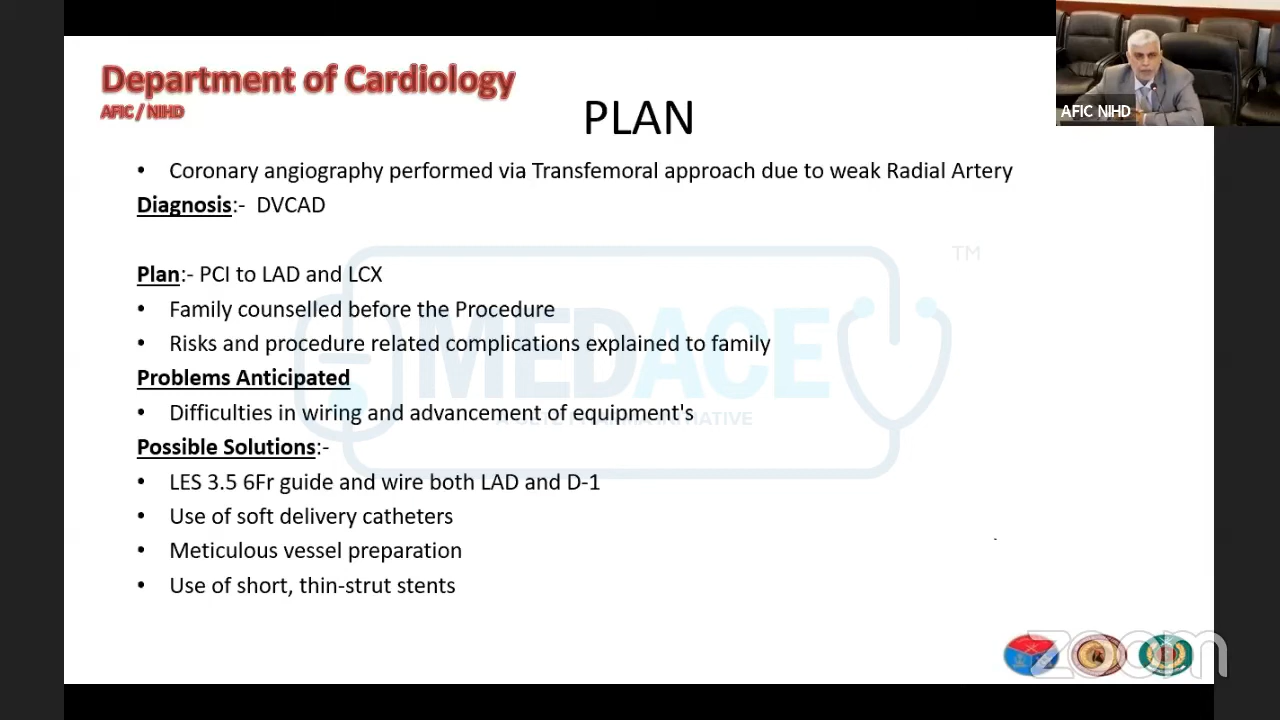 Department of Cardiology
AFIC / NIHD
AFIC NIHD
PLAN
• Coronary angiography performed via Transfemoral approach due to weak Radial Artery
Diagnosis:- DVCAD
TM
Plan:- PCI to LAD and LCX
• Family counselled before the Procedure
MEDACE
• Risks and procedure related complications explained to family
Problems Anticipated
• Difficulties in wiring and advancement of equipment's
INITIATIVE
Possible Solutions:-
• LES 3.5 6Fr guide and wire both LAD and D-1
• Use of soft delivery catheters
• Meticulous vessel preparation
• Use of short, thin-strut stents
zoom